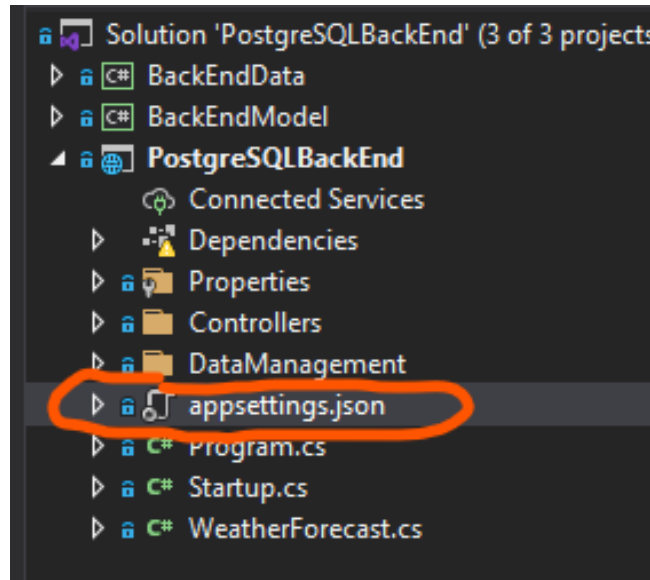 Solution 'PostgreSQLBackEnd' (3 of 3 projects
C# BackEndData
C# BackEndModel
PostgreSQLBackEnd
Connected Services
Dependencies
Properties
Controllers
DataManagement
appsettings.json
C# Program.cs
C# Startup.cs
C# WeatherForecast.cs